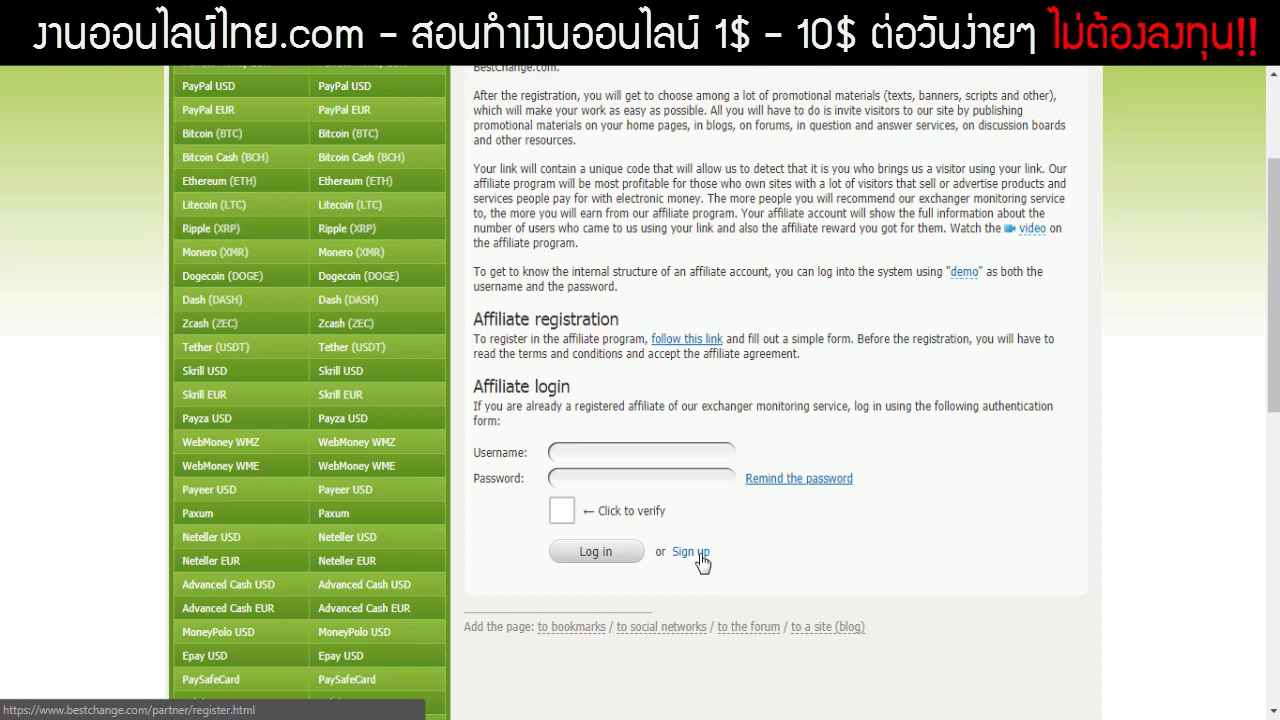 งานออนไลน์ไทย.com - สอนทำเงินออนไลน์ 1$ - 10$ ต่อวันง่ายๆ ไม่ต้องลงทุน!!
BestChange.com.
PayPal USD PayPal USD
PayPal EUR PayPal EUR
Bitcoin (BTC) Bitcoin (BTC)
Bitcoin Cash (BCH) Bitcoin Cash (BCH)
Ethereum (ETH) Ethereum (ETH)
Litecoin (LTC) Litecoin (LTC)
Ripple (XRP) Ripple (XRP)
Monero (XMR) Monero (XMR)
Dogecoin (DOGE) Dogecoin (DOGE)
Dash (DASH) Dash (DASH)
Zcash (ZEC) Zcash (ZEC)
Tether (USDT) Tether (USDT)
Skrill USD Skrill USD
Skrill EUR Skrill EUR
Payza USD Payza USD
WebMoney WMZ WebMoney WMZ
WebMoney WME WebMoney WME
Payeer USD Payeer USD
Paxum Paxum
Neteller USD Neteller USD
Neteller EUR Neteller EUR
Advanced Cash USD Advanced Cash USD
Advanced Cash EUR Advanced Cash EUR
MoneyPolo USD MoneyPolo USD
Epay USD Epay USD
PaySafeCard PaySafeCard
After the registration, you will get to choose among a lot of promotional materials (texts, banners, scripts and other),
which will make your work as easy as possible. All you will have to do is invite visitors to our site by publishing
promotional materials on your home pages, in blogs, on forums, in question and answer services, on discussion boards
and other resources.
Your link will contain a unique code that will allow us to detect that it is you who brings us a visitor using your link. Our
affiliate program will be most profitable for those who own sites with a lot of visitors that sell or advertise products and
services people pay for with electronic money. The more people you will recommend our exchanger monitoring service
to, the more you will earn from our affiliate program. Your affiliate account will show the full information about the
number of users who came to us using your link and also the affiliate reward you got for them. Watch the video on
the affiliate program.
To get to know the internal structure of an affiliate account, you can log into the system using "demo" as both the
username and the password.
Affiliate registration
To register in the affiliate program, follow this link and fill out a simple form. Before the registration, you will have to
read the terms and conditions and accept the affiliate agreement.
Affiliate login
If you are already a registered affiliate of our exchanger monitoring service, log in using the following authentication
form:
Username:
Password: Remind the password
← Click to verify
Log in or Sign up
Add the page: to bookmarks / to social networks / to the forum / to a site (blog)
https://www.bestchange.com/partner/register.html